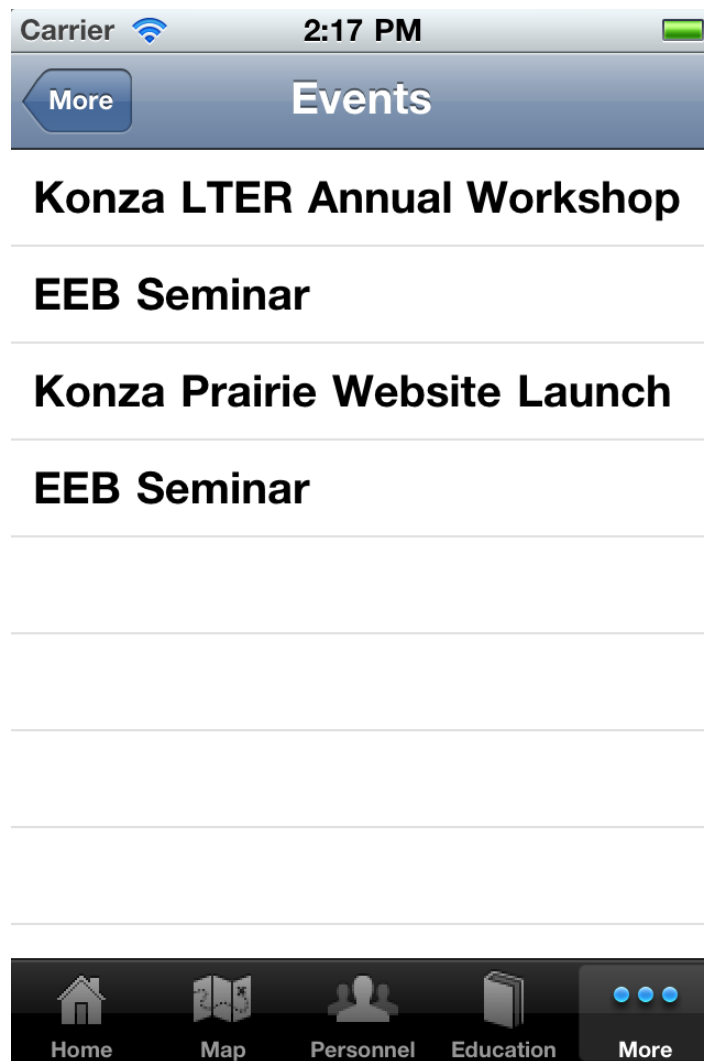 Carrier 2:17 PM
More Events
Konza LTER Annual Workshop
EEB Seminar
Konza Prairie Website Launch
EEB Seminar
Home Map Personnel Education More